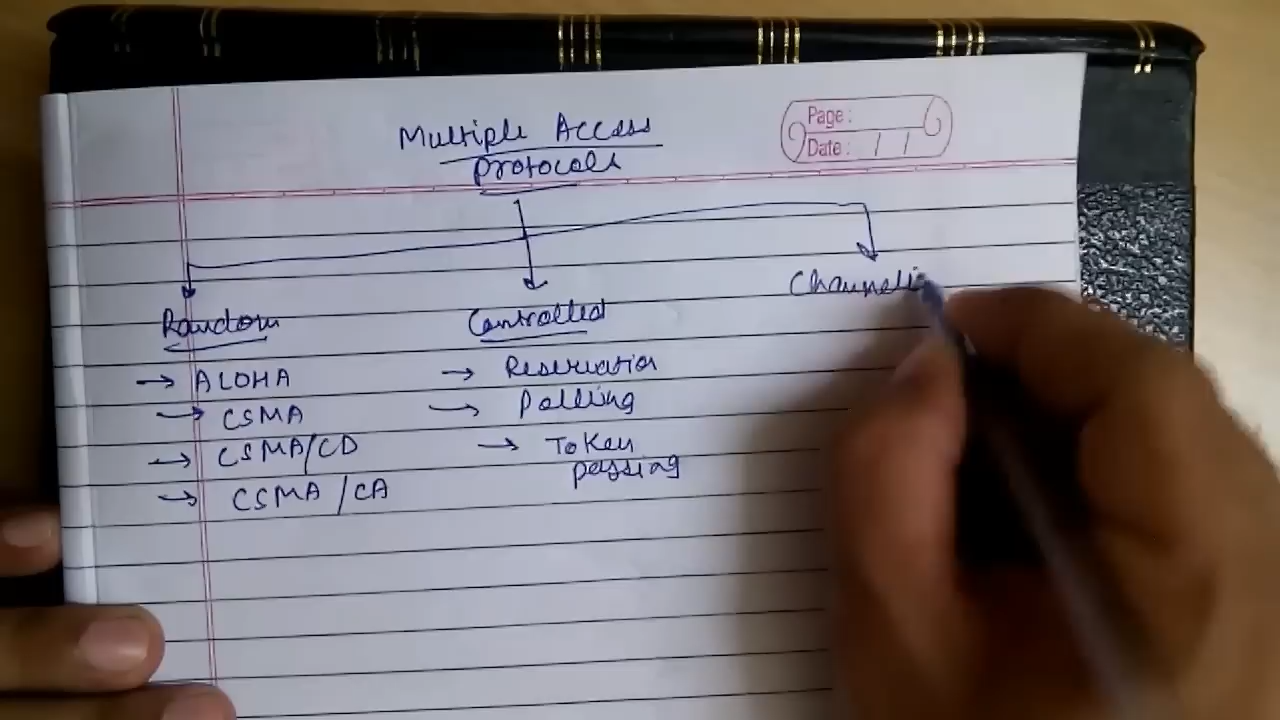 Multiple Access
Protocols
Page :
Date : / /
Random
ALOHA
CSMA
CSMA/CD
CSMA /CA
Controlled
Reservation
Polling
Token
passing
Channeli